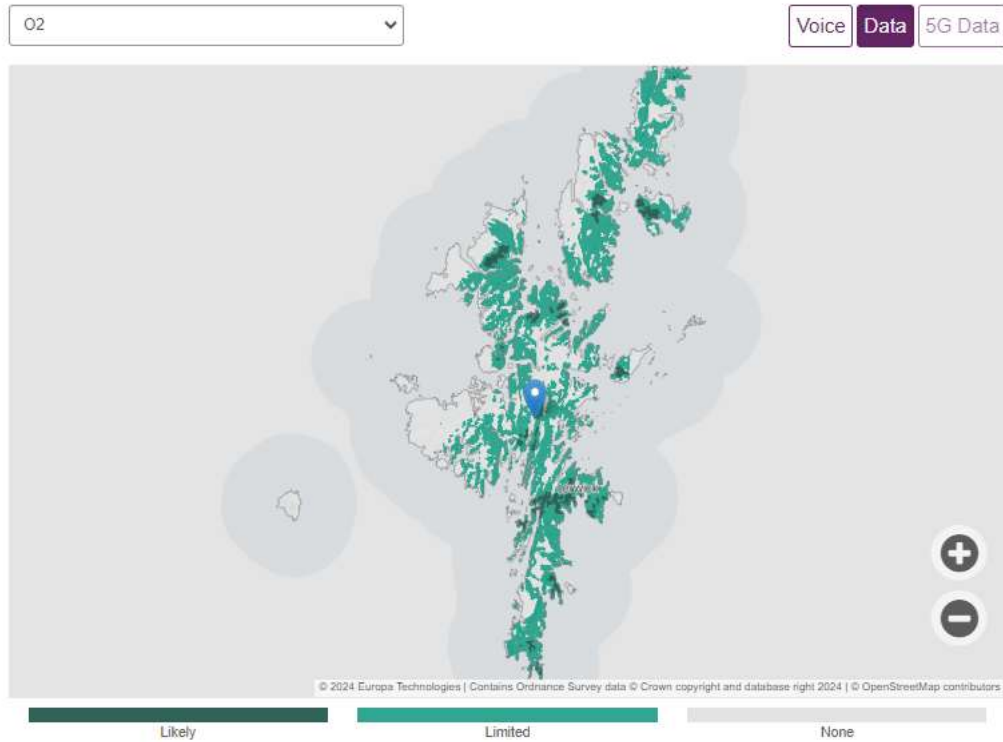 O2
Voice
Data
5G Data
Lerwick
© 2024 Europa Technologies | Contains Ordnance Survey data © Crown copyright and database right 2024 | © OpenStreetMap contributors
Likely
Limited
None